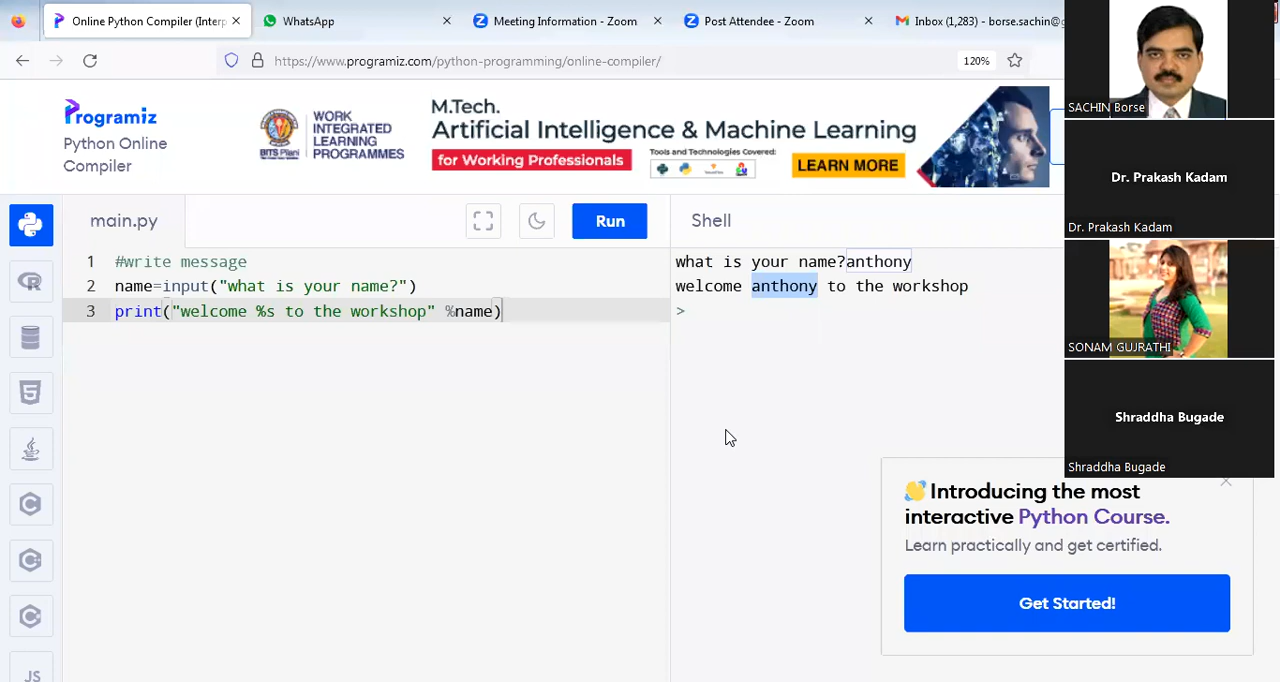 Online Python Compiler (Interp
WhatsApp
Meeting Information - Zoom
Post Attendee - Zoom
Inbox (1,283) - borse.sachin@g
https://www.programiz.com/python-programming/online-compiler/
120%
Programiz
Python Online
Compiler
BITS Pilani
WORK
INTEGRATED
LEARNING
PROGRAMMES
M.Tech.
Artificial Intelligence & Machine Learning
for Working Professionals
Tools and Technologies Covered:
LEARN MORE
main.py
Run
Shell
1 #write message
2 name=input("what is your name?")
3 print("welcome %s to the workshop" %name)
what is your name?anthony
welcome anthony to the workshop
>
JS
SACHIN Borse
Dr. Prakash Kadam
Dr. Prakash Kadam
SONAM GUJRATHI
Shraddha Bugade
Shraddha Bugade
👋 Introducing the most
interactive Python Course.
Learn practically and get certified.
Get Started!